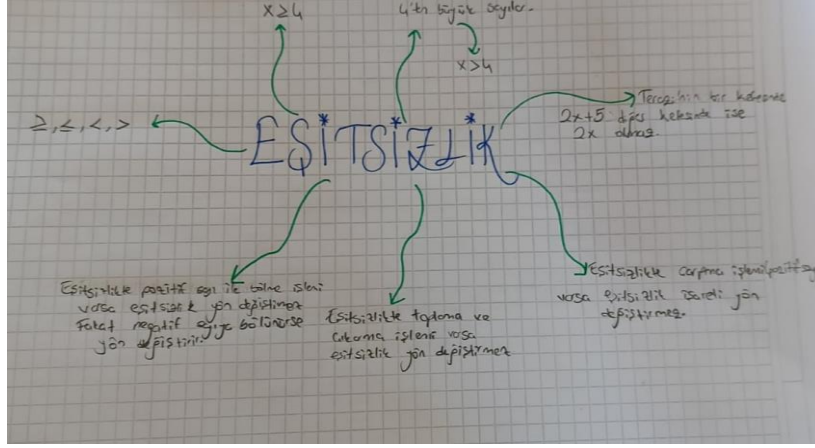 x≥4
4'ten büyük sayılar.
x>4
≥,≤,<,>
EŞİTSİZLİK
Terazinin bir kefesinde
2x+5 diğer kefesinde ise
2x olmaz.
Eşitsizlikte pozitif sayı ile bölme işlemi
varsa eşitsizlik yön değiştirmez
Fakat negatif sayıya bölünürse
yön değiştirir.
Eşitsizlikte toplama ve
çıkarma işlemi varsa
eşitsizlik yön değiştirmez
Eşitsizlikte çarpma işlemi pozitif
varsa eşitsizlik işareti yön
değiştirmez.